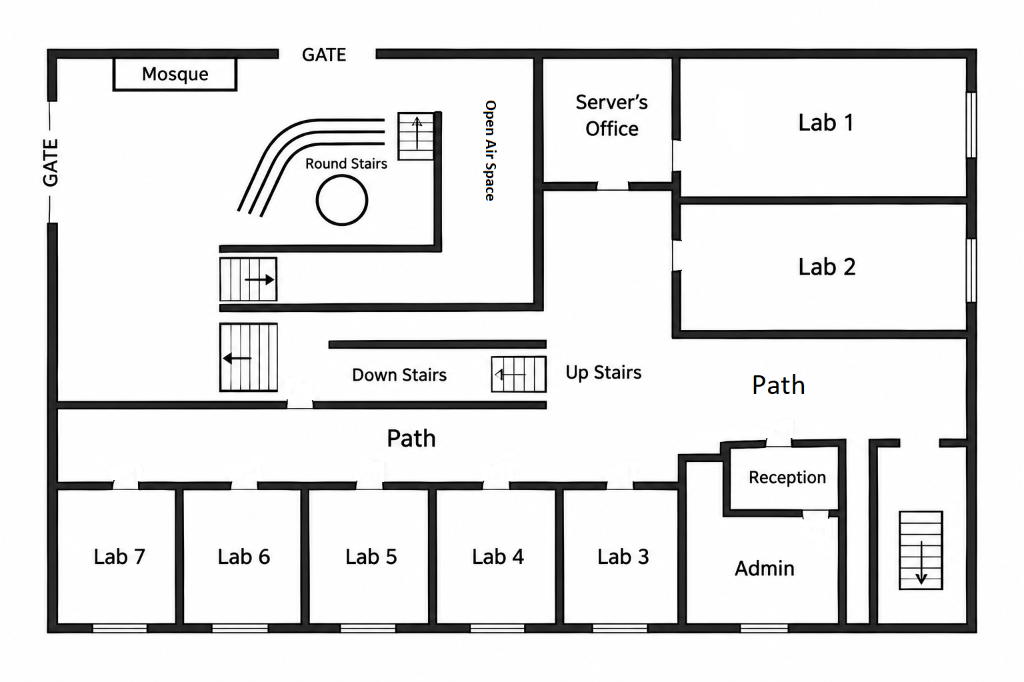 GATE
Mosque
Server's
Office
Lab 1
Open Air Space
GATE
Round Stairs
Lab 2
Down Stairs
Up Stairs
Path
Path
Reception
Lab 7
Lab 6
Lab 5
Lab 4
Lab 3
Admin